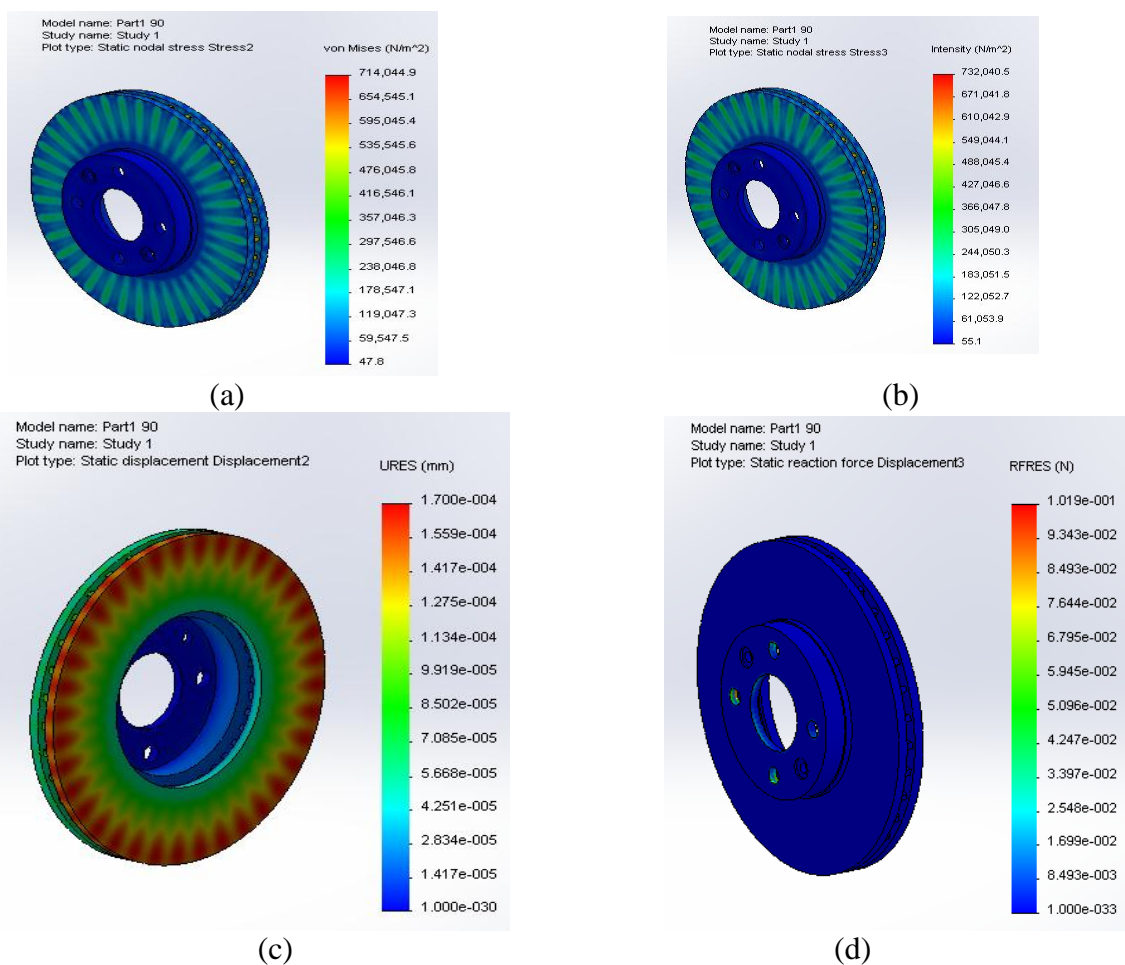 Model name: Part1 90
Study name: Study 1
Plot type: Static nodal stress Stress2
von Mises (N/m^2)
714,044.9
654,545.1
595,045.4
535,545.6
476,045.8
416,546.1
357,046.3
297,546.6
238,046.8
178,547.1
119,047.3
59,547.5
47.8
(a)
Model name: Part1 90
Study name: Study 1
Plot type: Static nodal stress Stress3
Intensity (N/m^2)
732,040.5
671,041.8
610,042.9
549,044.1
488,045.4
427,046.6
366,047.8
305,049.0
244,050.3
183,051.5
122,052.7
61,053.9
55.1
(b)
Model name: Part1 90
Study name: Study 1
Plot type: Static displacement Displacement2
URES (mm)
1.700e-004
1.559e-004
1.417e-004
1.275e-004
1.134e-004
9.919e-005
8.502e-005
7.085e-005
5.668e-005
4.251e-005
2.834e-005
1.417e-005
1.000e-030
(c)
Model name: Part1 90
Study name: Study 1
Plot type: Static reaction force Displacement3
RFRES (N)
1.019e-001
9.343e-002
8.493e-002
7.644e-002
6.795e-002
5.945e-002
5.096e-002
4.247e-002
3.397e-002
2.548e-002
1.699e-002
8.493e-003
1.000e-033
(d)